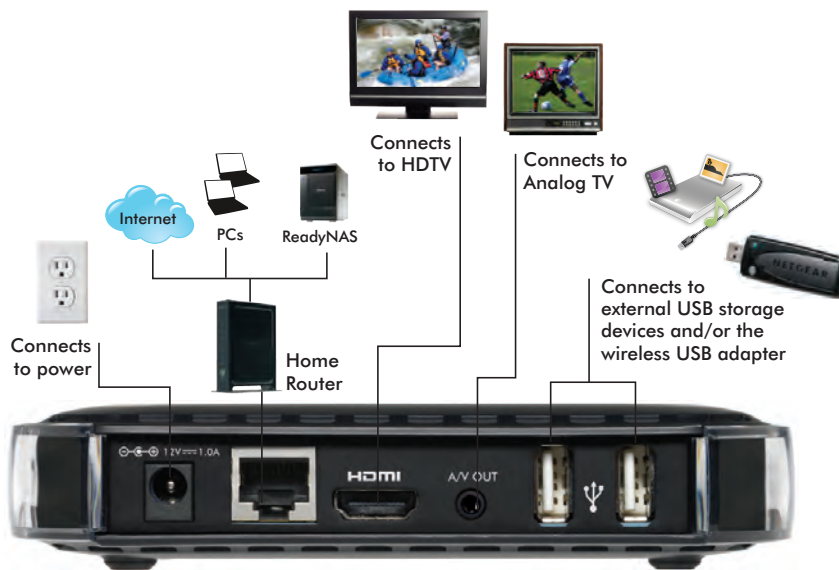 Connects
to HDTV
Connects to
Analog TV
Internet
PCs
ReadyNAS
NETGEAR
Connects to
external USB storage
devices and/or the
wireless USB adapter
Connects
to power
Home
Router
12V 1.0A
HDMI
A/V OUT